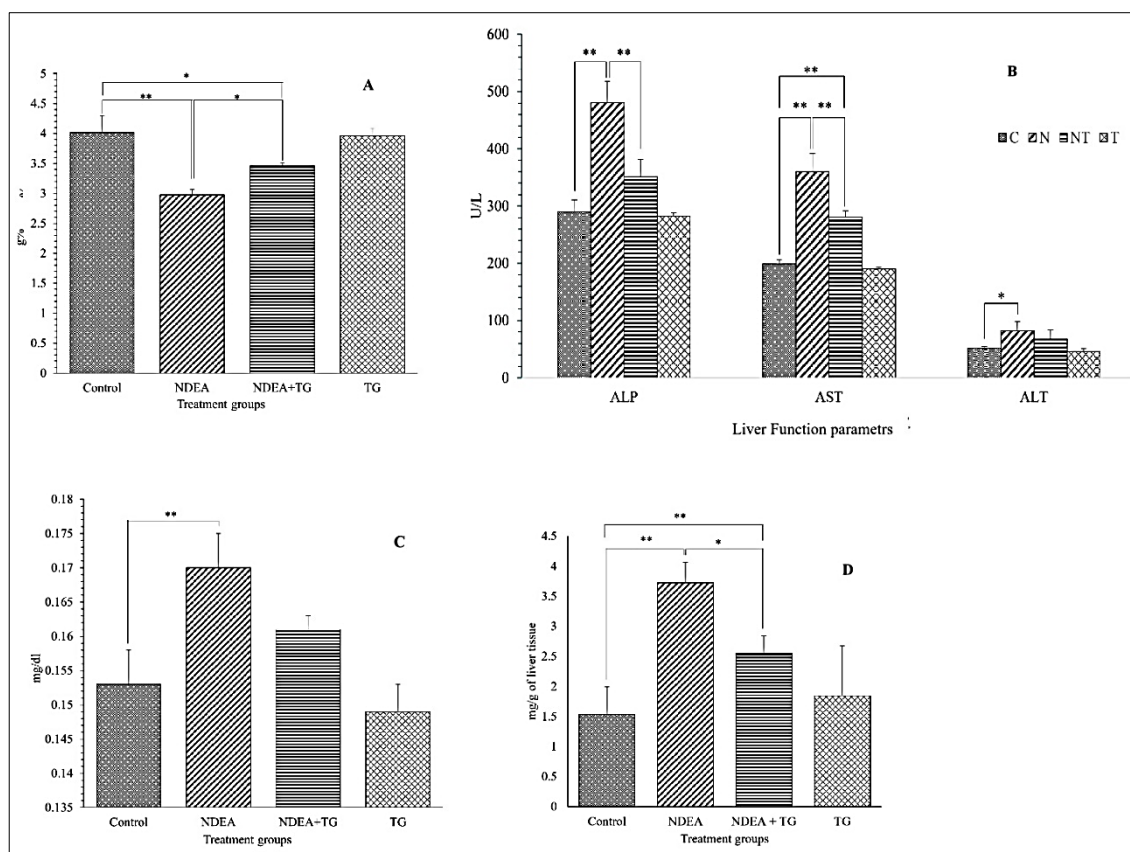 A
5
4.5
4
3.5
3
2.5
2
1.5
1
0.5
0
g%
*
** *
Control NDEA NDEA+TG TG
Treatment groups
B
600
500
400
300
200
100
0
U/L
** **
**
** **
*
C N NT T
ALP AST ALT
Liver Function parametrs
C
0.18
0.175
0.17
0.165
0.16
0.155
0.15
0.145
0.14
0.135
mg/dl
**
Control NDEA NDEA+TG TG
Treatment groups
D
4.5
4
3.5
3
2.5
2
1.5
1
0.5
0
mg/g of liver tissue
**
** *
Control NDEA NDEA + TG TG
Treatment groups